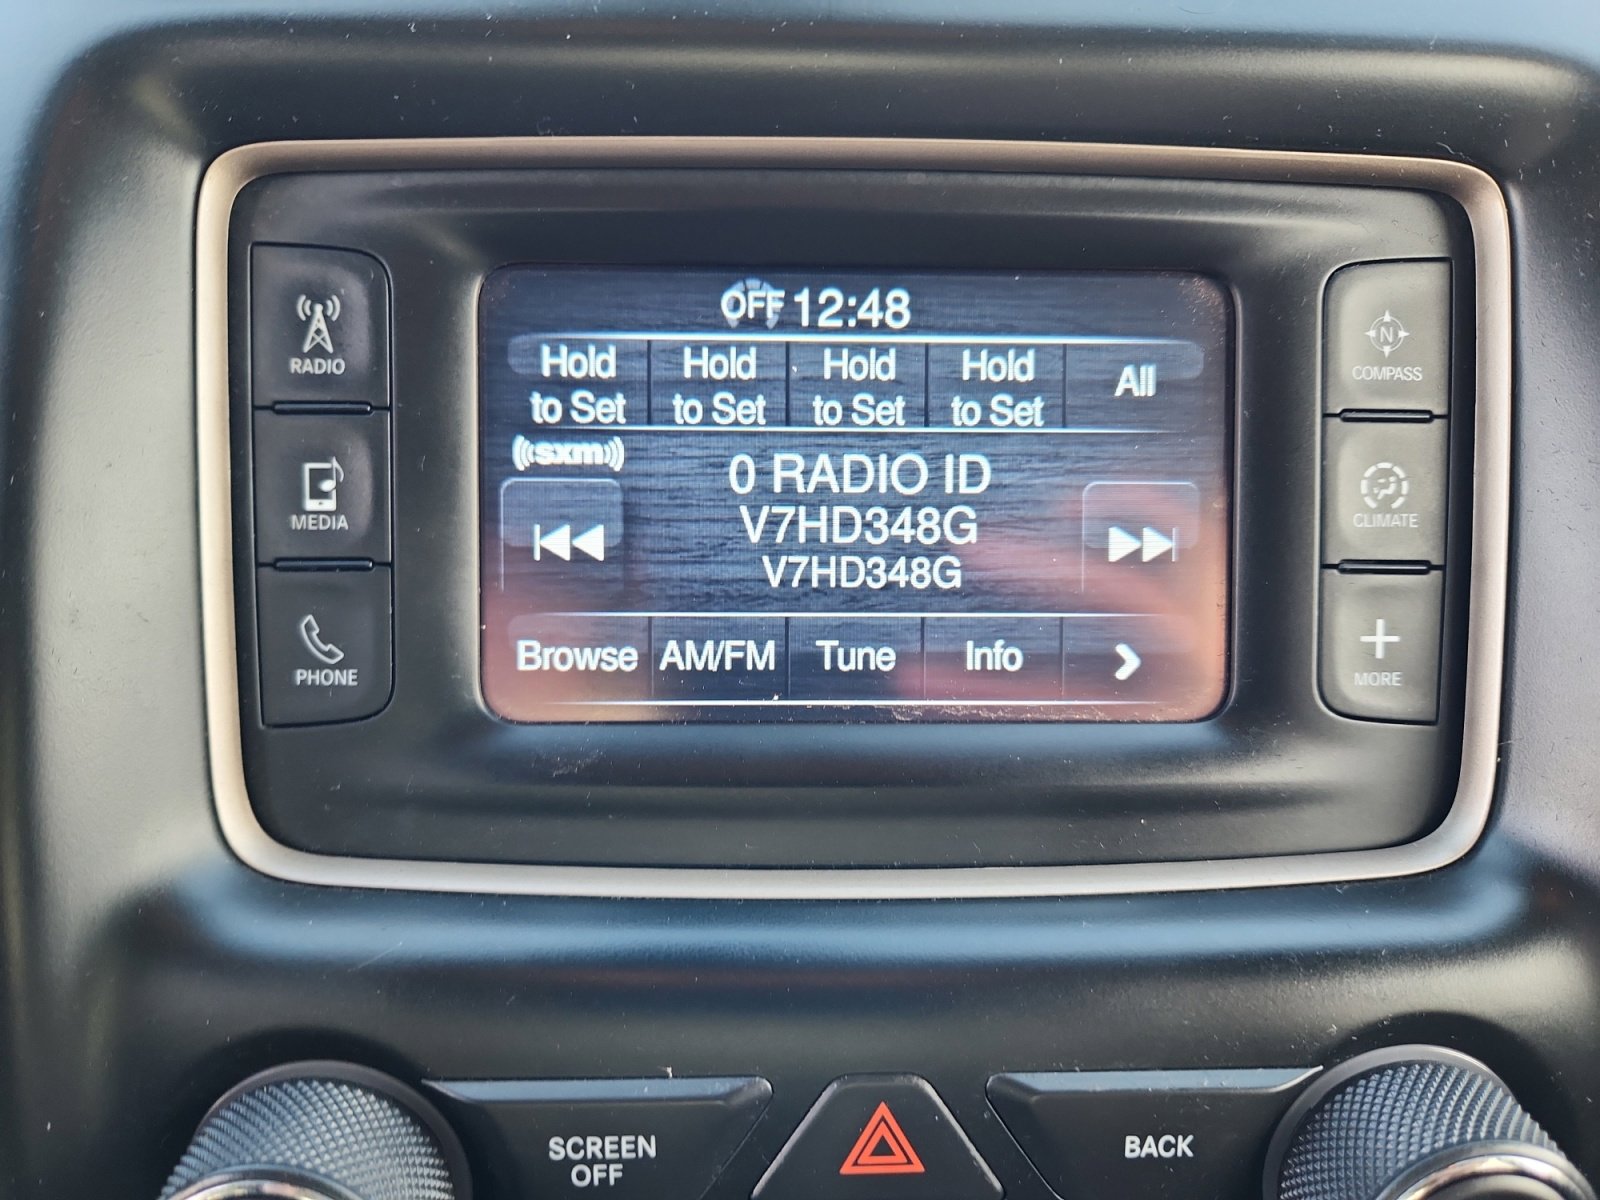 OFF 12:48
Hold Hold Hold Hold All
to Set to Set to Set to Set
((sxm))
0 RADIO ID
V7HD348G
V7HD348G
Browse AM/FM Tune Info
RADIO
MEDIA
PHONE
N
COMPASS
CLIMATE
MORE
SCREEN
OFF
BACK